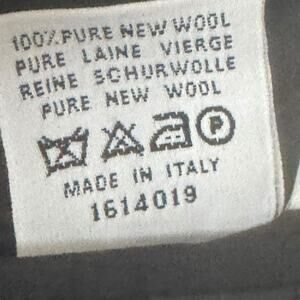 100% PURE NEW WOOL
PURE LAINE VIERGE
REINE SCHURWOLLE
PURE NEW WOOL
P
MADE IN ITALY
1614019